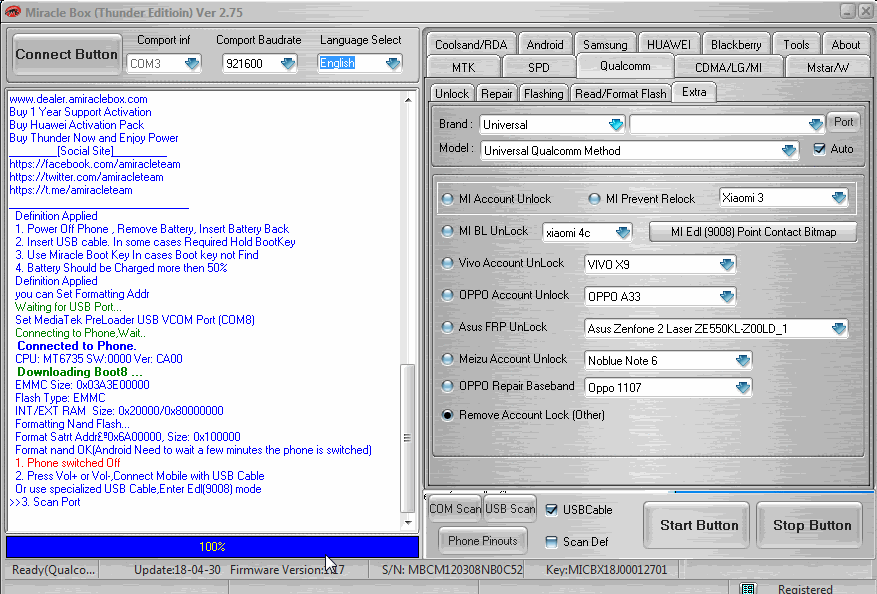 Miracle Box (Thunder Editioin) Ver 2.75
Connect Button
Comport inf
Comport Baudrate
Language Select
COM3
921600
English
www.dealer.amiraclebox.com
Buy 1 Year Support Activation
Buy Huawei Activation Pack
Buy Thunder Now and Enjoy Power
________[Social Site]________
https://facebook.com/amiracleteam
https://twitter.com/amiracleteam
https://t.me/amiracleteam
Definition Applied
1. Power Off Phone , Remove Battery, Insert Battery Back
2. Insert USB cable. In some cases Required Hold BootKey
3. Use Miracle Boot Key In cases Boot key not Find
4. Battery Should be Charged more then 50%
Definition Applied
you can Set Formatting Addr
Waiting for USB Port...
Set MediaTek PreLoader USB VCOM Port (COM8)
Connecting to Phone,Wait..
Connected to Phone.
CPU: MT6735 SW:0000 Ver: CA00
Downloading Boot8 ...
EMMC Size: 0x03A3E00000
Flash Type: EMMC
INT/EXT RAM Size: 0x20000/0x80000000
Formatting Nand Flash...
Format Satrt Addr£º0x6A00000, Size: 0x100000
Format nand OK(Android Need to wait a few minutes the phone is switched)
1. Phone switched Off
2. Press Vol+ or Vol-,Connect Mobile with USB Cable
Or use specialized USB Cable,Enter Edl(9008) mode
>>3. Scan Port
100%
Coolsand/RDA
Android
Samsung
HUAWEI
Blackberry
Tools
About
MTK
SPD
Qualcomm
CDMA/LG/MI
Mstar/W
Unlock
Repair
Flashing
Read/Format Flash
Extra
Brand :
Universal
Port
Model :
Universal Qualcomm Method
Auto
MI Account Unlock
MI Prevent Relock
Xiaomi 3
MI BL UnLock
xiaomi 4c
MI Edl (9008) Point Contact Bitmap
Vivo Account UnLock
VIVO X9
OPPO Account Unlock
OPPO A33
Asus FRP UnLock
Asus Zenfone 2 Laser ZE550KL-Z00LD_1
Meizu Account Unlock
Noblue Note 6
OPPO Repair Baseband
Oppo 1107
Remove Account Lock (Other)
COM Scan
USB Scan
USBCable
Phone Pinouts
Scan Def
Start Button
Stop Button
Ready(Qualco...
Update:18-04-30
Firmware Version:
S/N: MBCM120308NB0C52
Key:MICBX18J00012701
Registered